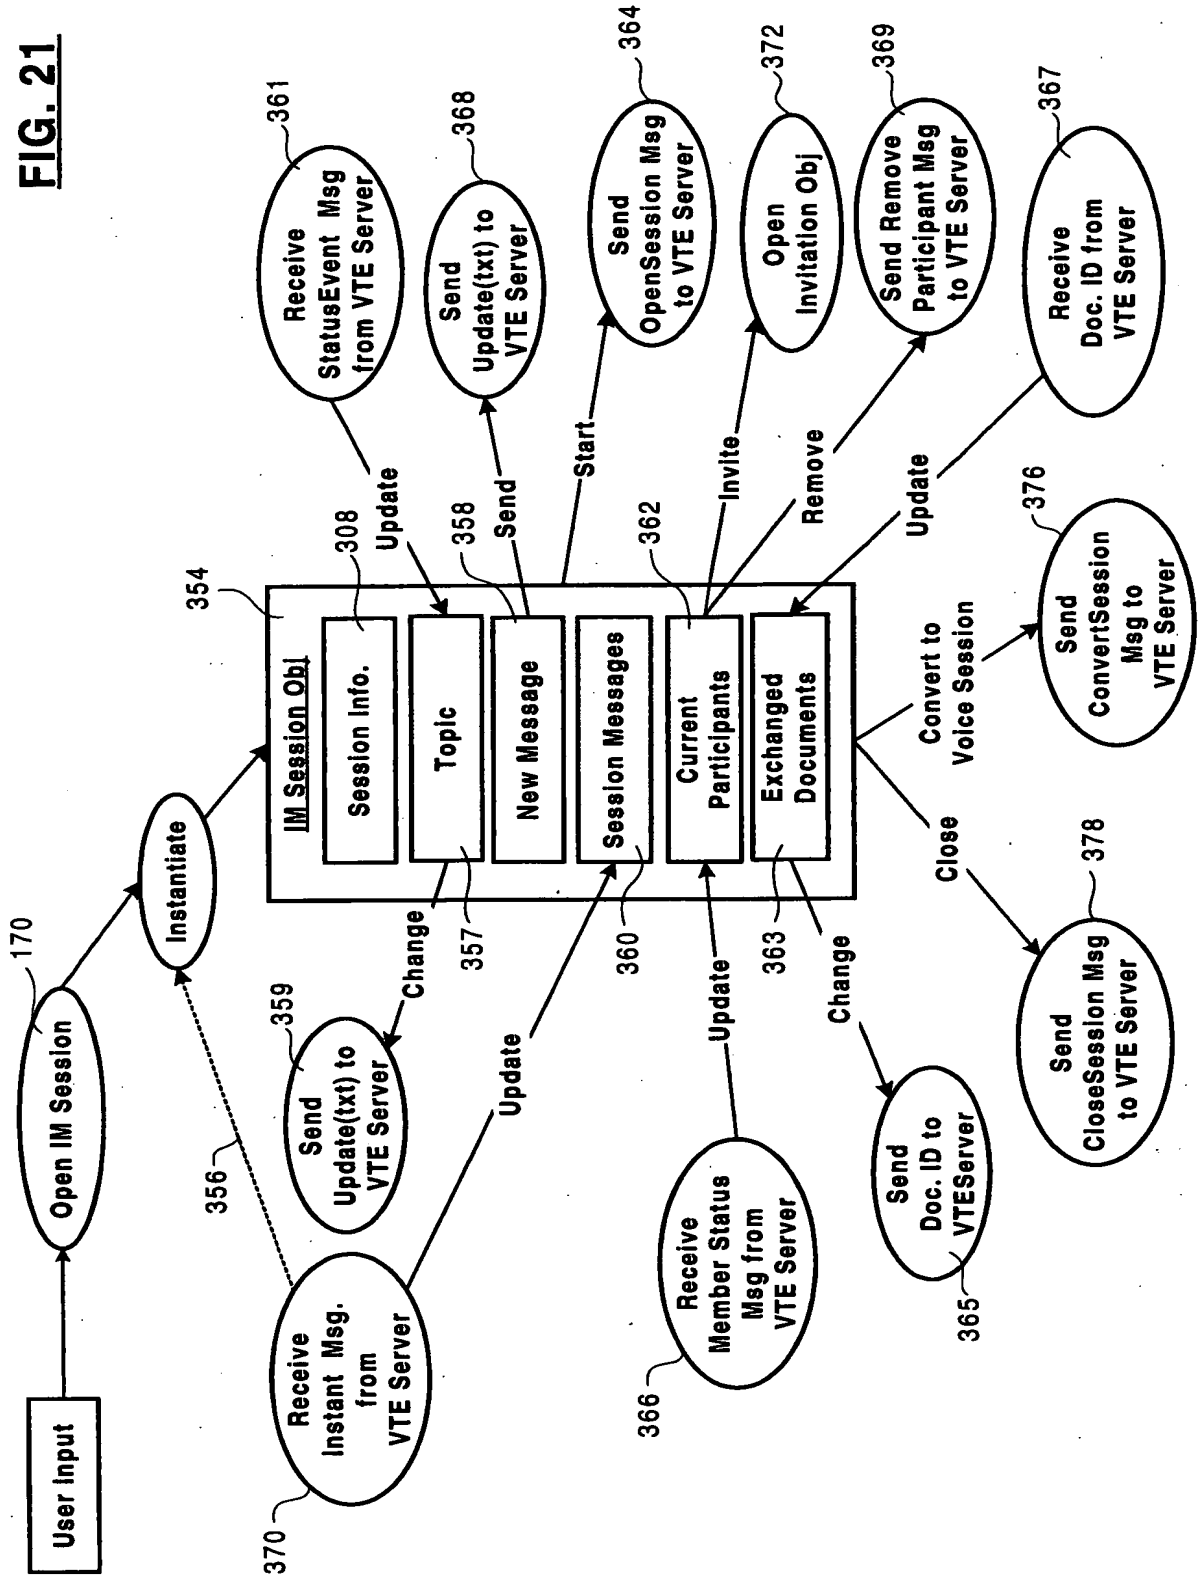 FIG. 21
User Input
Open IM Session
170
Instantiate
356
Receive
Instant Msg.
from
VTE Server
370
Send
Update(txt) to
VTE Server
359
Change
Update
354
IM Session Obj
Session Info.
308
Topic
357
New Message
358
Session Messages
360
Current
Participants
362
Exchanged
Documents
363
Receive
StatusEvent Msg
from VTE Server
361
Update
Send
Update(txt) to
VTE Server
368
Send
Start
Send
OpenSession Msg
to VTE Server
364
Invite
Open
Invitation Obj
372
Remove
Send Remove
Participant Msg
to VTE Server
369
Update
Receive
Doc. ID from
VTE Server
367
Update
Receive
Member Status
Msg from
VTE Server
366
Change
Send
Doc. ID to
VTEServer
365
Convert to
Voice Session
Send
ConvertSession
Msg to
VTE Server
376
Close
Send
CloseSession Msg
to VTE Server
378